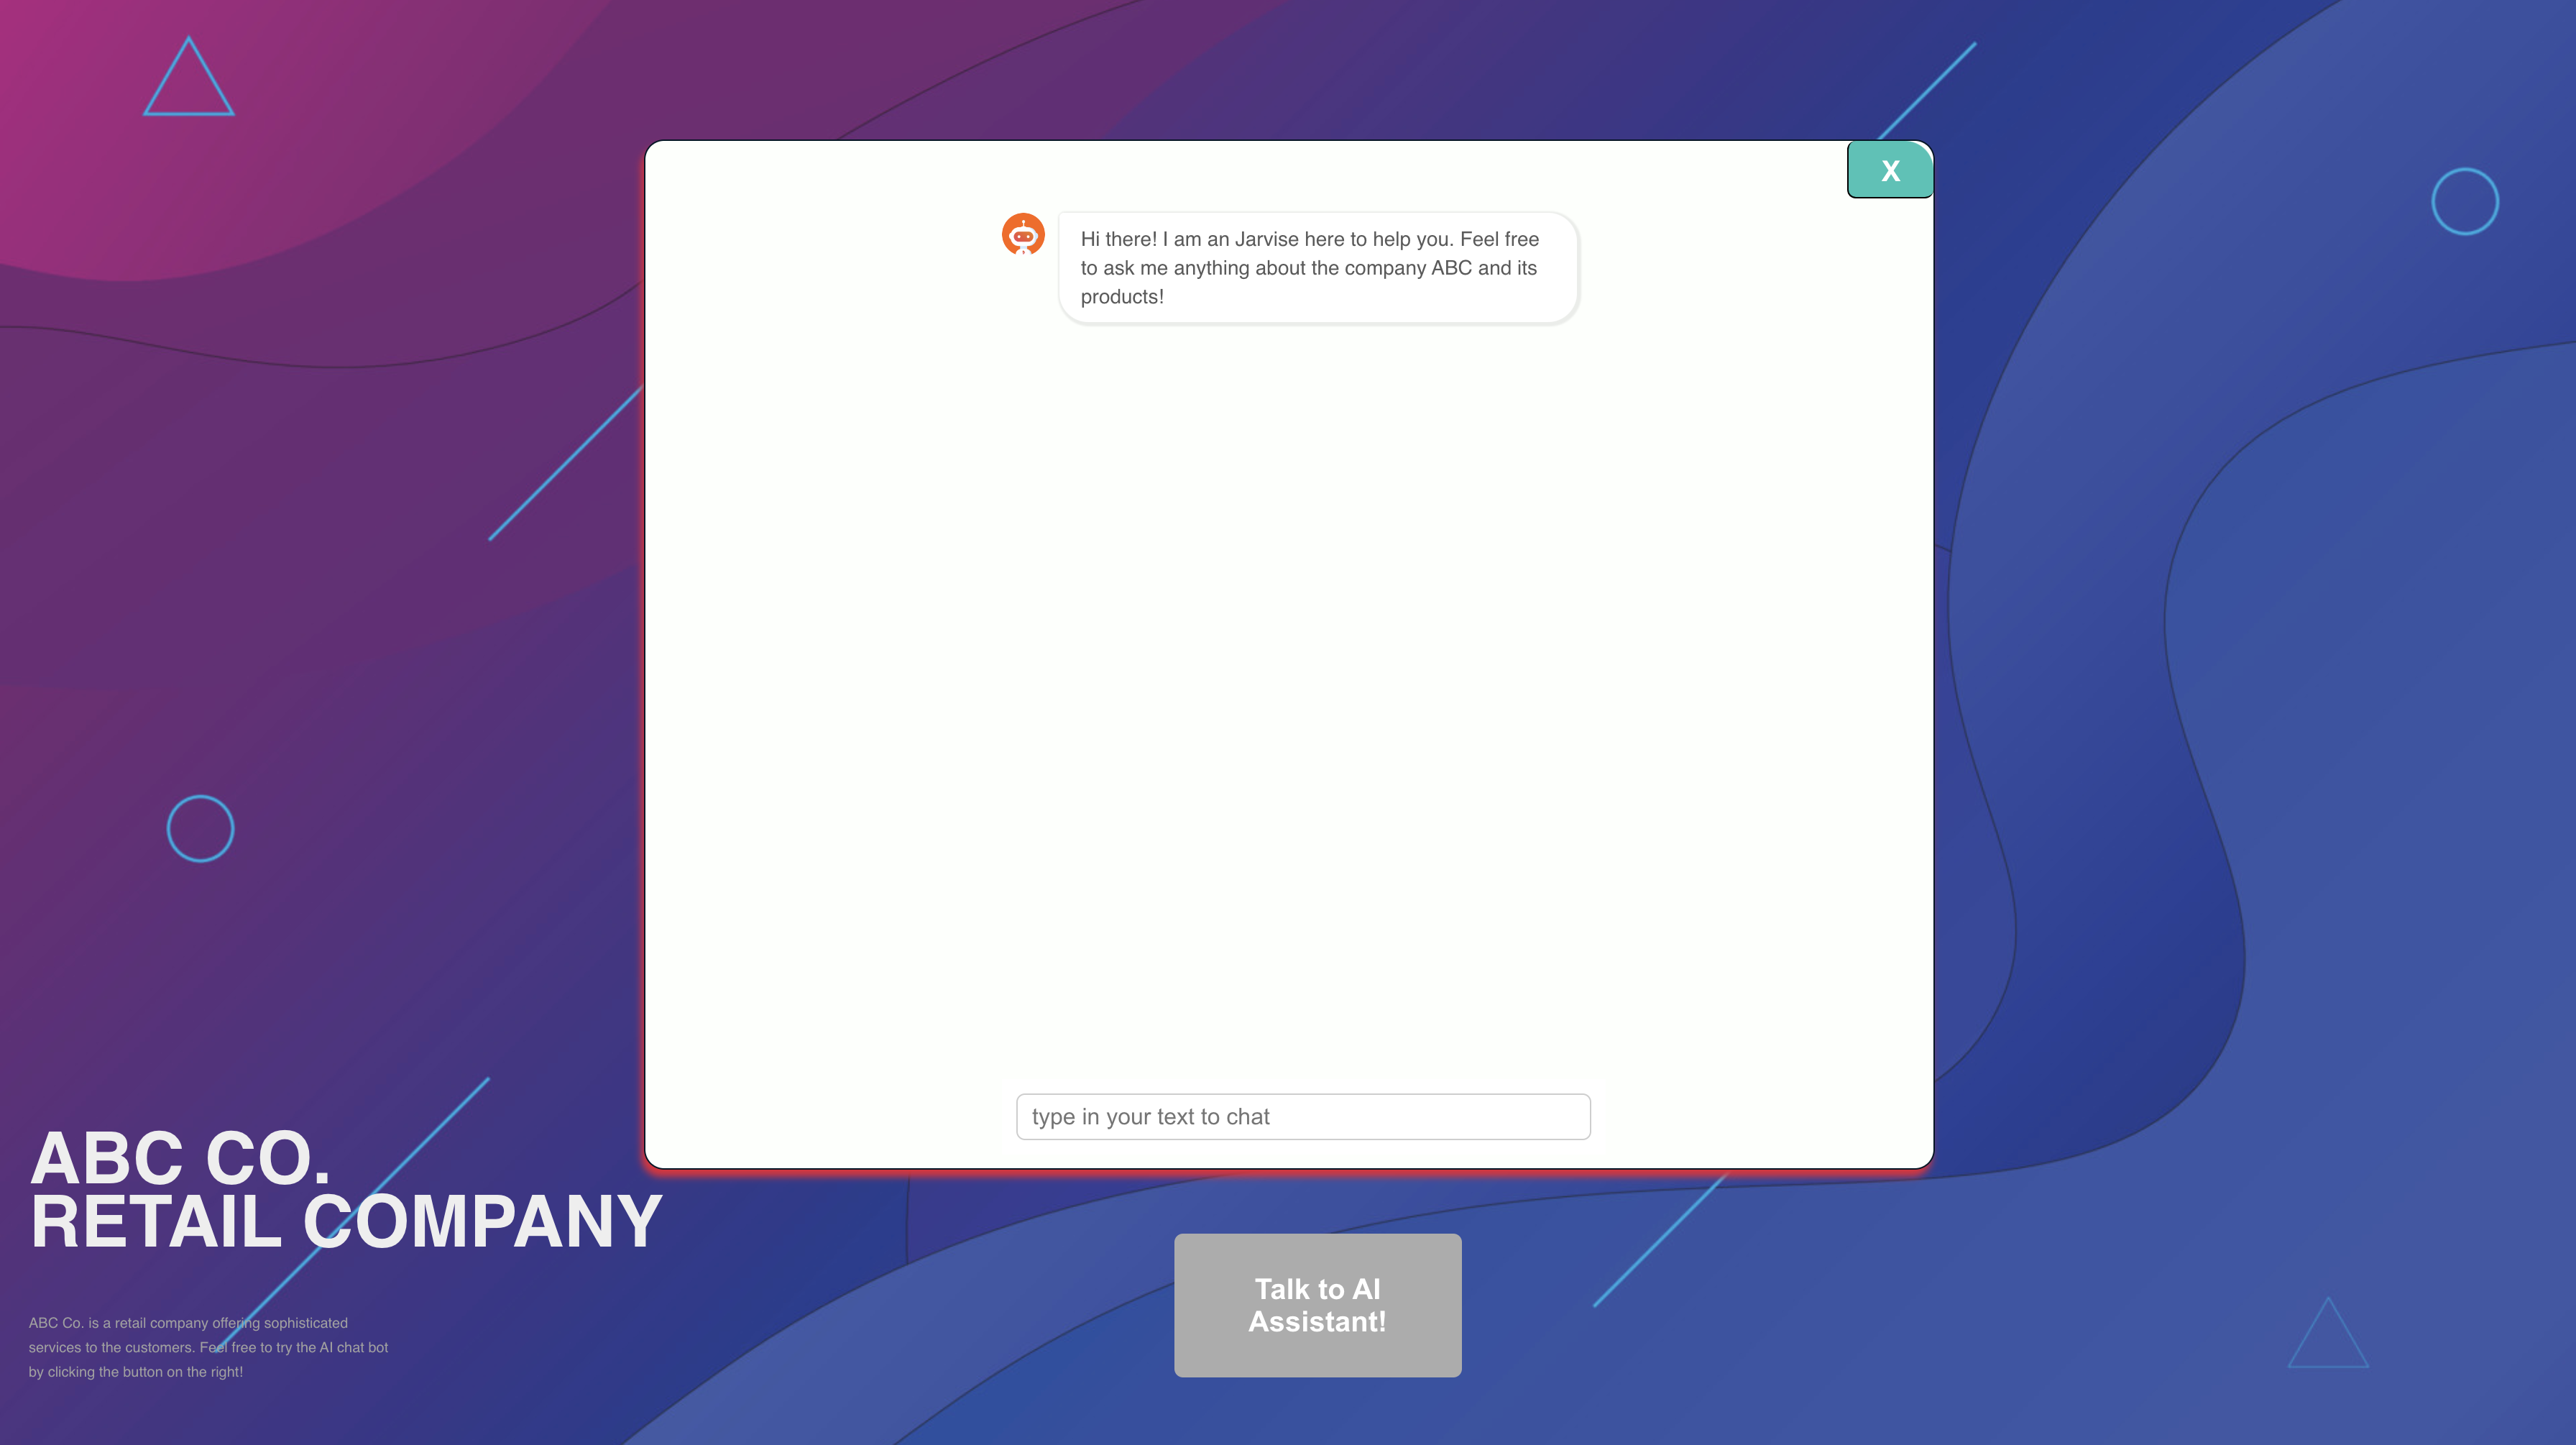 X
Hi there! I am an Jarvise here to help you. Feel free
to ask me anything about the company ABC and its
products!
type in your text to chat
ABC CO.
RETAIL COMPANY
ABC Co. is a retail company offering sophisticated
services to the customers. Feel free to try the AI chat bot
by clicking the button on the right!
Talk to AI
Assistant!